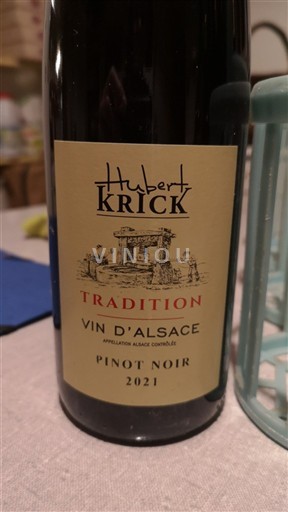 Hubert
KRICK
VINIOU
TRADITION
VIN D'ALSACE
APPELLATION ALSACE CONTRÔLÉE
PINOT NOIR
2021